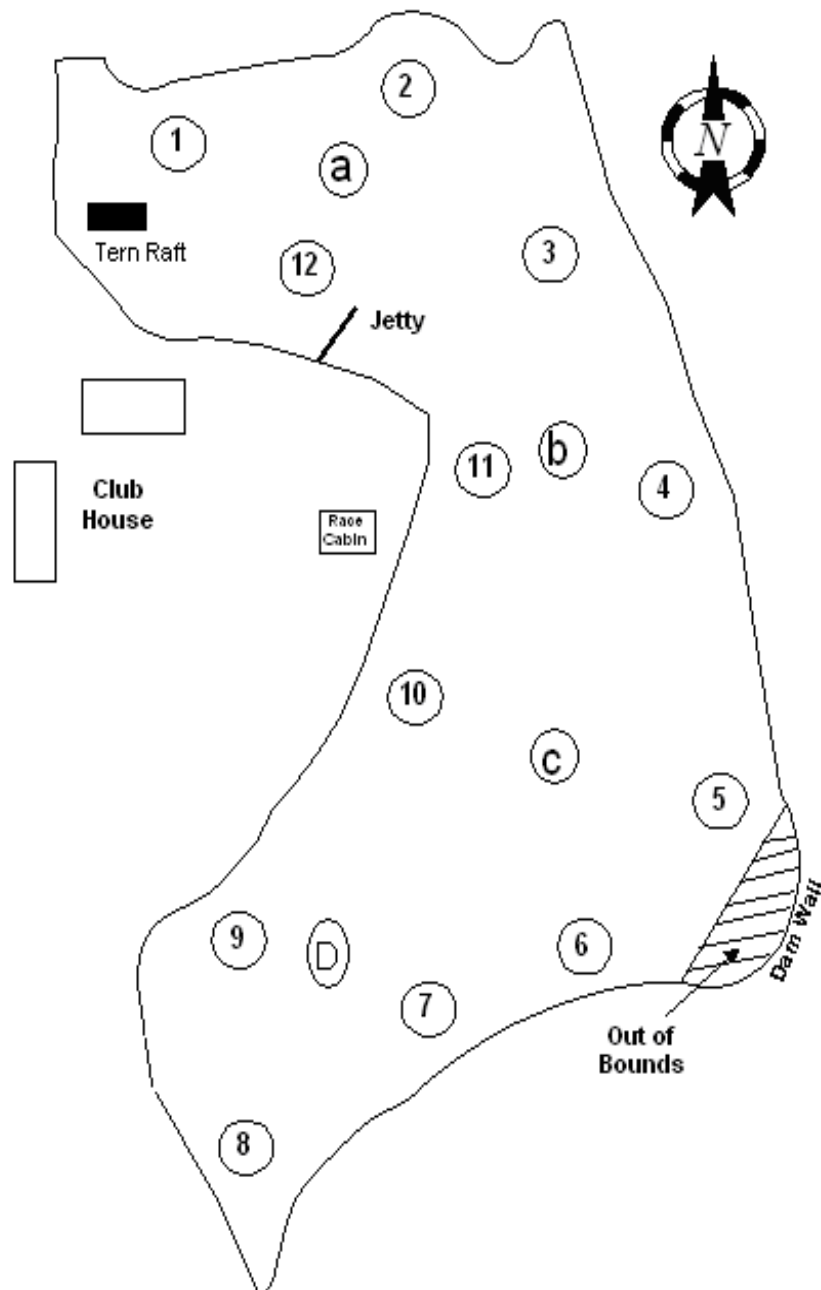 2
1
a
N
Tern Raft
12
3
Jetty
11
b
4
Club
House
Race
Cabin
10
c
5
9
D
6
Dam Wall
7
Out of
Bounds
8